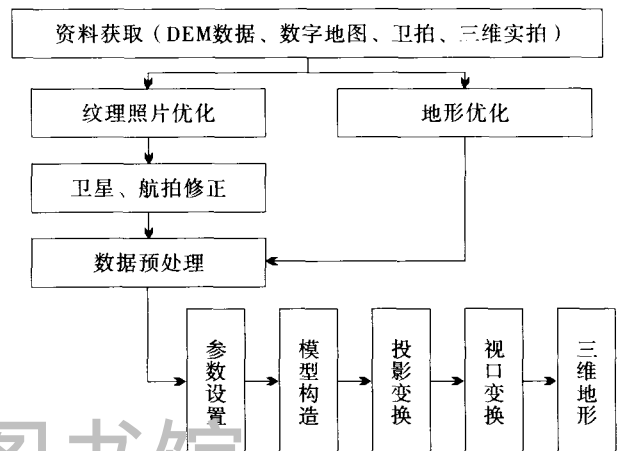 资料获取（DEM数据、数字地图、卫拍、三维实拍）
纹理照片优化
地形优化
卫星、航拍修正
数据预处理
参数设置
模型构造
投影变换
视口变换
三维地形
图书馆